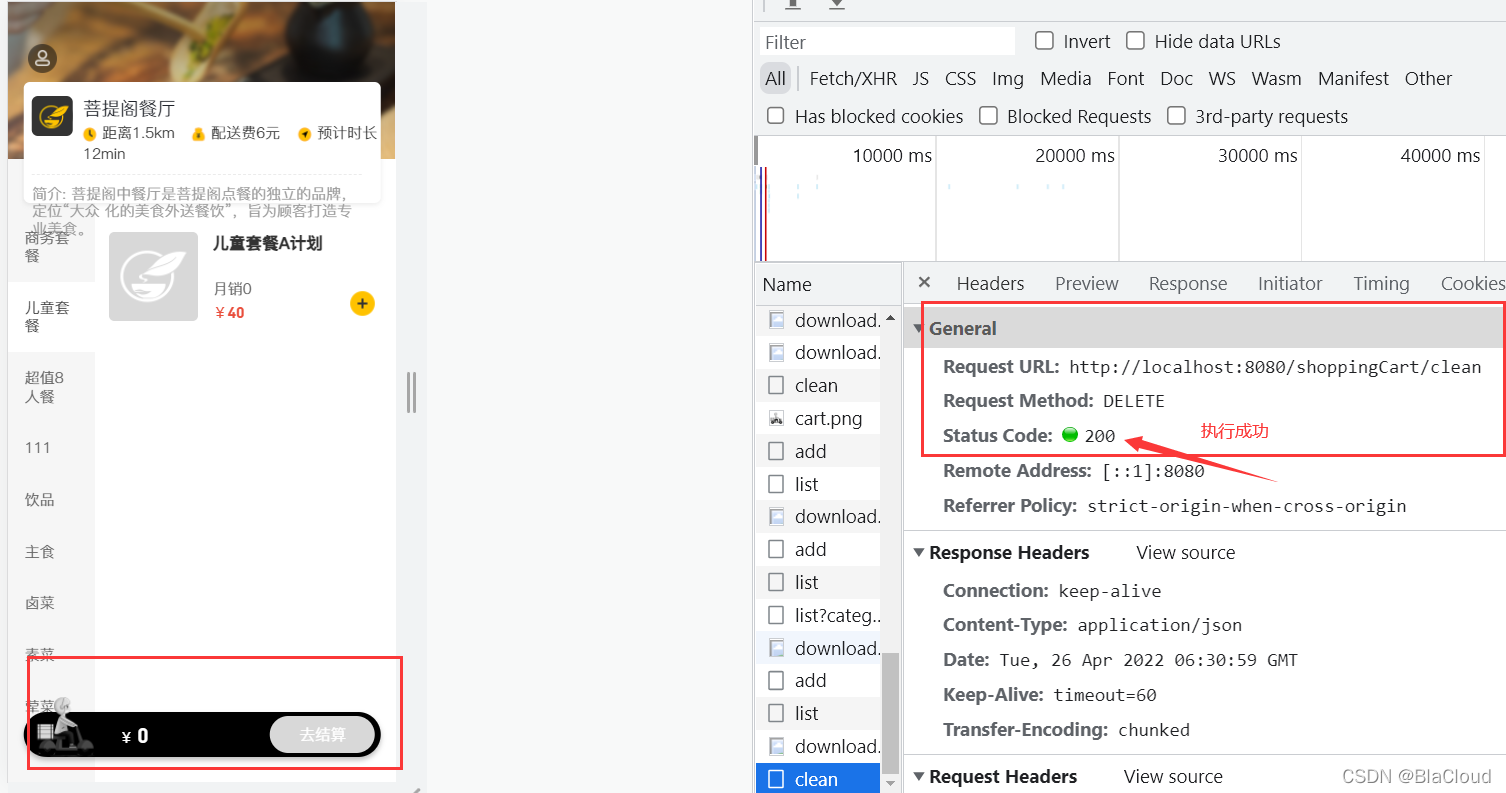 菩提阁餐厅
距离1.5km 配送费6元 预计时长
12min
简介: 菩提阁中餐厅是菩提阁点餐的独立的品牌，
定位“大众 化的美食外送餐饮”，旨为顾客打造专
业美食。
商务套
餐
儿童套餐A计划
月销0
￥40
儿童套
餐
超值8
人餐
111
饮品
主食
卤菜
素菜
荤菜
￥ 0
去结算
Filter
Invert
Hide data URLs
All Fetch/XHR JS CSS Img Media Font Doc WS Wasm Manifest Other
Has blocked cookies
Blocked Requests
3rd-party requests
10000 ms 20000 ms 30000 ms 40000 ms
Name
download.
download.
clean
cart.png
add
list
download.
add
list
list?categ..
download.
add
list
download.
clean
× Headers Preview Response Initiator Timing Cookies
General
Request URL: http://localhost:8080/shoppingCart/clean
Request Method: DELETE
Status Code: 200
执行成功
Remote Address: [::1]:8080
Referrer Policy: strict-origin-when-cross-origin
Response Headers View source
Connection: keep-alive
Content-Type: application/json
Date: Tue, 26 Apr 2022 06:30:59 GMT
Keep-Alive: timeout=60
Transfer-Encoding: chunked
Request Headers View source
CSDN @BlaCloud